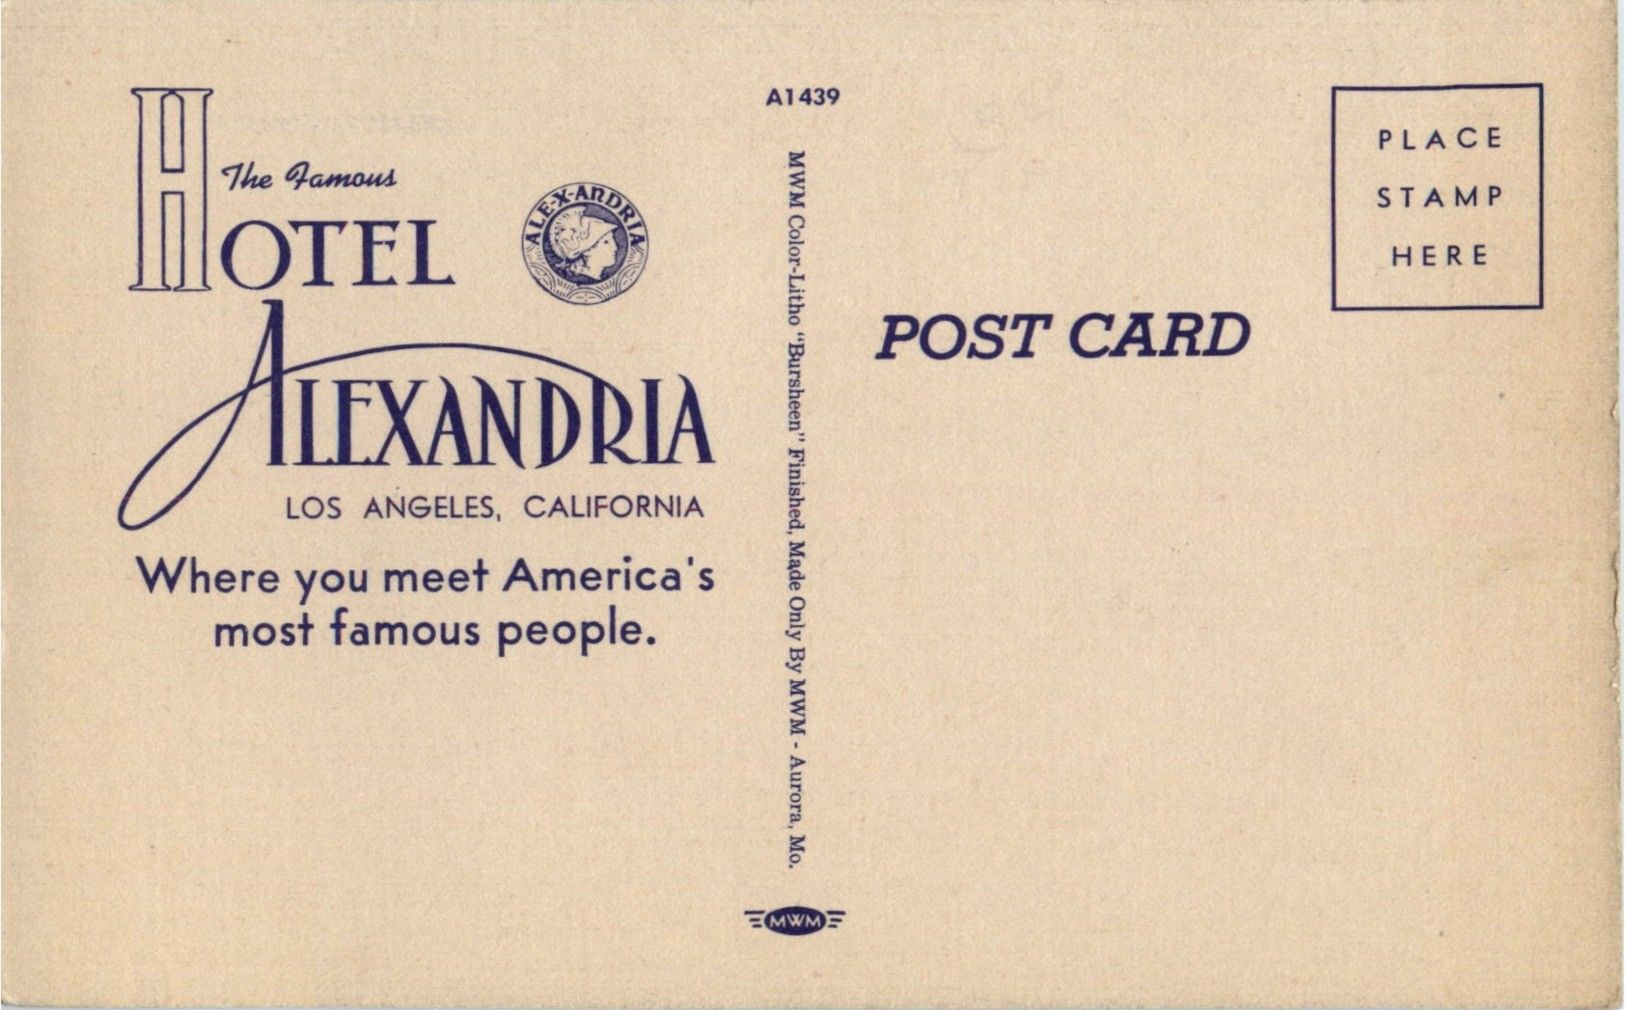 The Famous
HOTEL
ALE-X-ANDRIA
ALEXANDRIA
LOS ANGELES, CALIFORNIA
Where you meet America's
most famous people.
A1439
MWM Color-Litho "Bursheen" Finished, Made Only By MWM - Aurora, Mo.
MWM
POST CARD
PLACE
STAMP
HERE